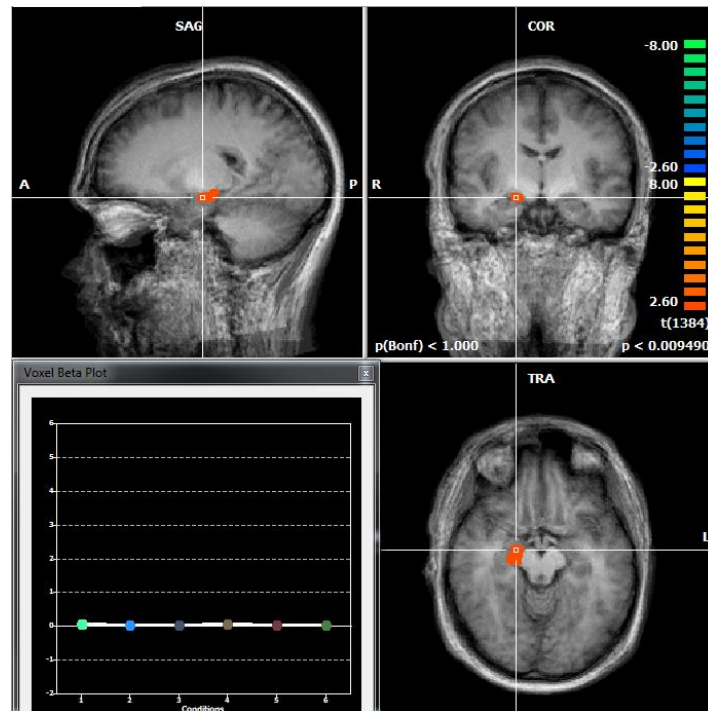 SAG
A
P
COR
R
-8.00
-2.60
8.00
2.60
t(1384)
p(Bonf) < 1.000
p < 0.009490
Voxel Beta Plot
x
6
5
4
3
2
1
0
-1
-2
1 2 3 4 5 6
Conditions
TRA
L